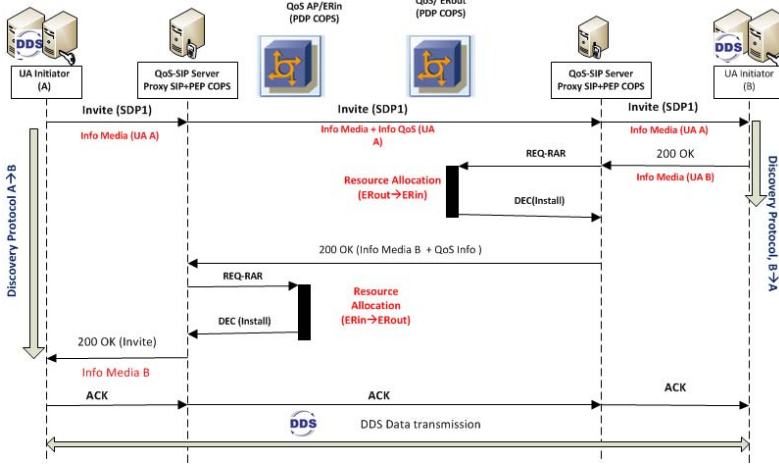 QoS AP/ERin
(PDP COPS)
QoS/ ERout
(PDP COPS)
DDS
DDS
UA Initiator
(A)
QoS-SIP Server
Proxy SIP+PEP COPS
QoS-SIP Server
Proxy SIP+PEP COPS
UA Initiator
(B)
Invite (SDP1)
Invite (SDP1)
Invite (SDP1)
Info Media (UA A)
Info Media + Info QoS (UA
A)
Info Media (UA A)
REQ-RAR
200 OK
Info Media (UA B)
Resource Allocation
(ERout→ERin)
DEC(Install)
Discovery Protocol A→B
Discovery Protocol, B→A
200 OK (Info Media B + QoS Info )
REQ-RAR
Resource
Allocation
(ERin→ERout)
DEC (Install)
200 OK (Invite)
Info Media B
ACK
ACK
ACK
DDS
DDS Data transmission